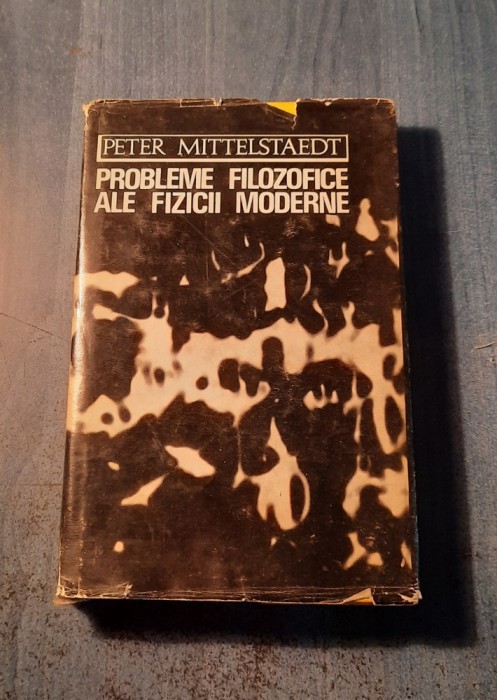 PETER MITTELSTAEDT
PROBLEME FILOZOFICE
ALE FIZICII MODERNE